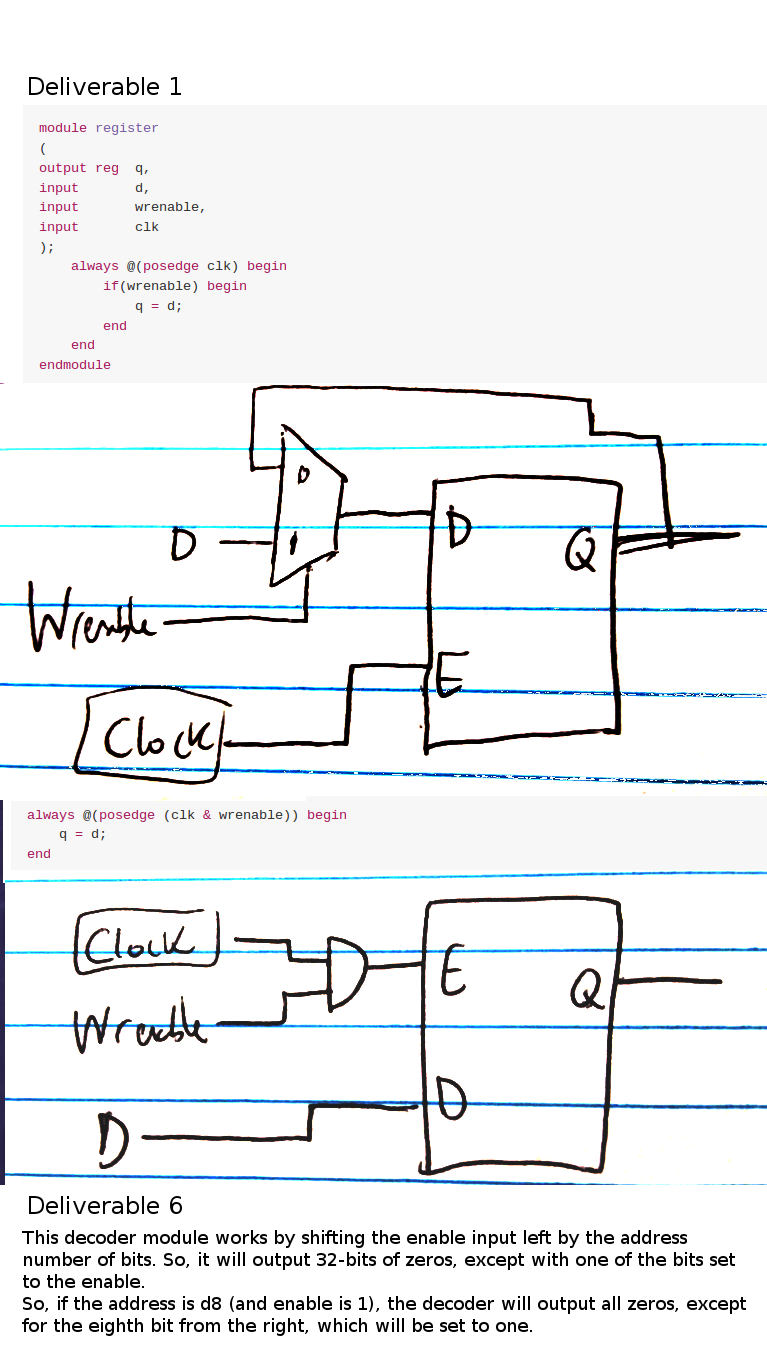 Deliverable 1
module register
(
output reg  q,
input       d,
input       wrenable,
input       clk
);
    always @(posedge clk) begin
        if(wrenable) begin
            q = d;
        end
    end
endmodule
0
D
1
D
Q
Wrenable
E
Clock
always @(posedge (clk & wrenable)) begin
    q = d;
end
Clock
E
Q
Wrenable
D
D
Deliverable 6
This decoder module works by shifting the enable input left by the address
number of bits. So, it will output 32-bits of zeros, except with one of the bits set
to the enable.
So, if the address is d8 (and enable is 1), the decoder will output all zeros, except
for the eighth bit from the right, which will be set to one.